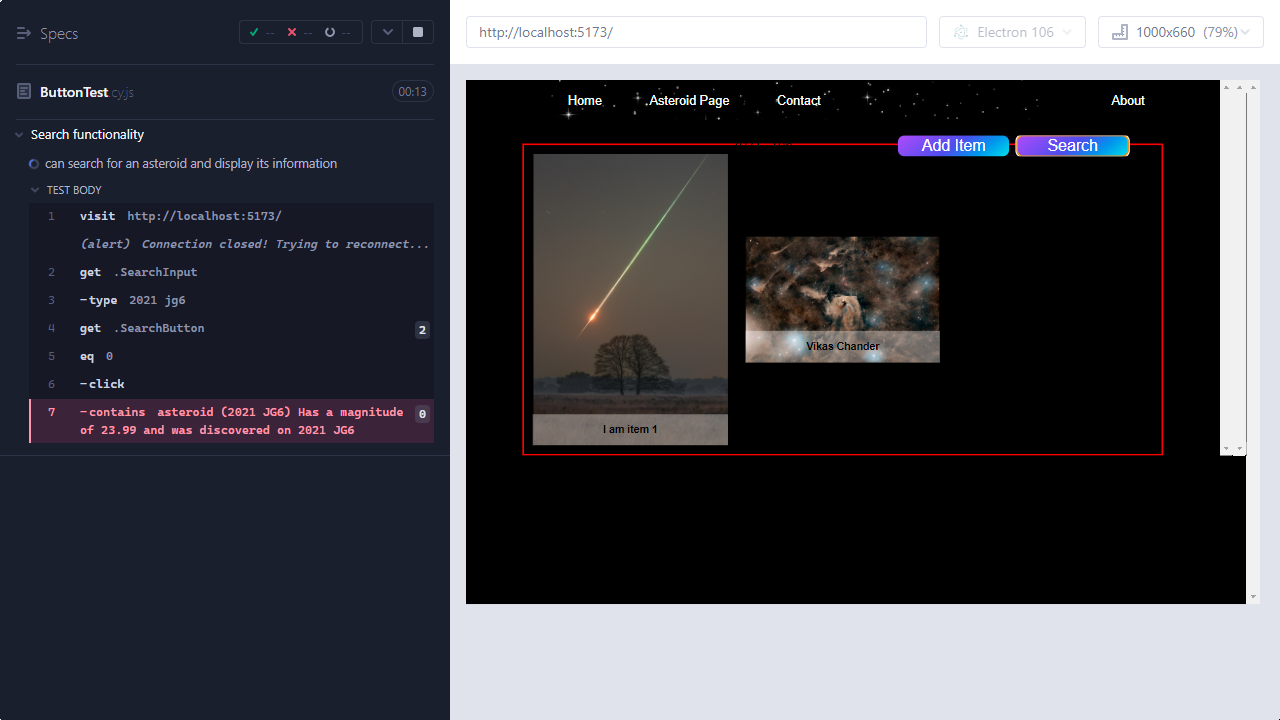 Specs
-- -- --
ButtonTest.cy.js
00:13
Search functionality
can search for an asteroid and display its information
TEST BODY
1 visit http://localhost:5173/
(alert) Connection closed! Trying to reconnect...
2 get .SearchInput
3 -type 2021 jg6
4 get .SearchButton 2
5 eq 0
6 -click
7 -contains asteroid (2021 JG6) Has a magnitude 0
of 23.99 and was discovered on 2021 JG6
http://localhost:5173/
Electron 106
1000x660 (79%)
Home
Asteroid Page
Contact
About
Add Item
Search
Vikas Chander
I am item 1